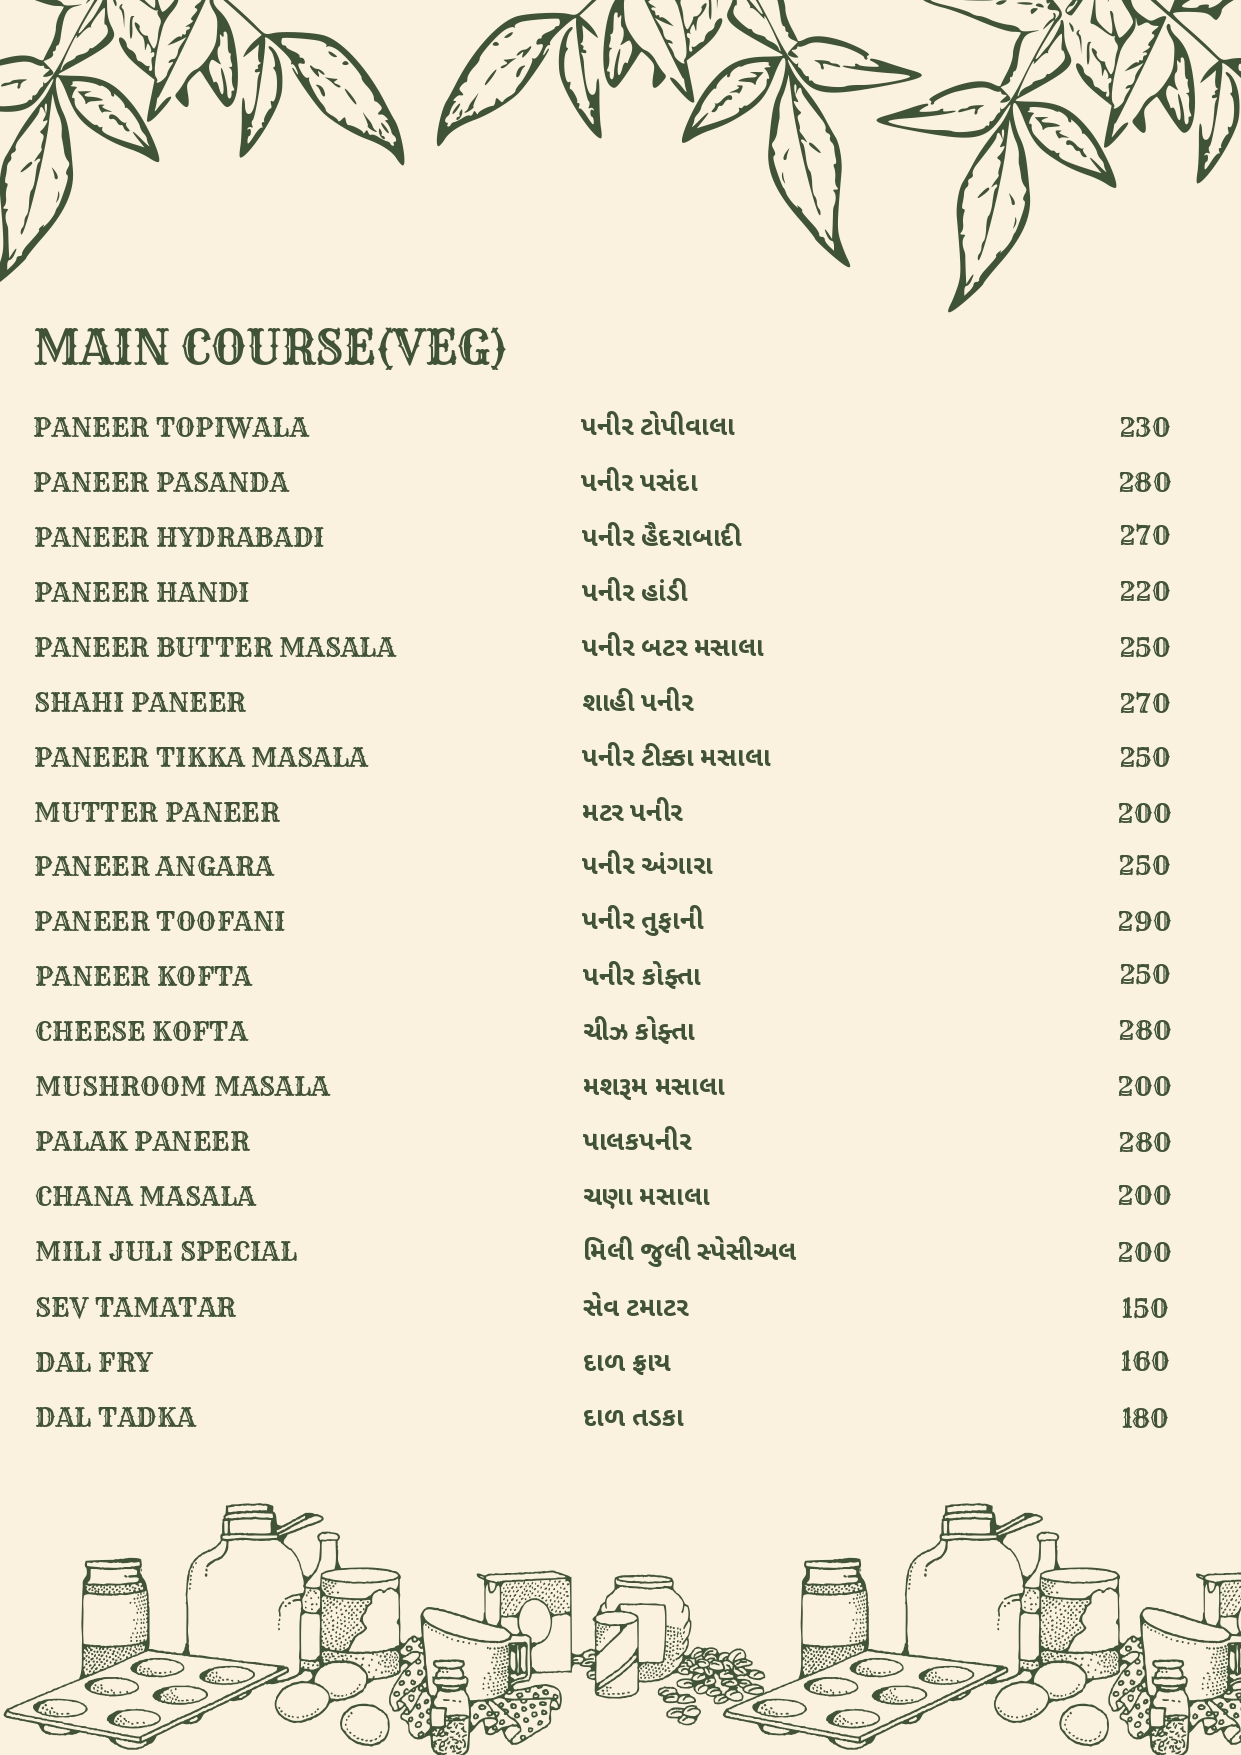 MAIN COURSE(VEG)
PANEER TOPIWALA પનીર ટોપીવાલા 230
PANEER PASANDA પનીર પસંદા 280
PANEER HYDRABADI પનીર હૈદરાબાદી 270
PANEER HANDI પનીર હાંડી 220
PANEER BUTTER MASALA પનીર બટર મસાલા 250
SHAHI PANEER શાહી પનીર 270
PANEER TIKKA MASALA પનીર ટીક્કા મસાલા 250
MUTTER PANEER મટર પનીર 200
PANEER ANGARA પનીર અંગારા 250
PANEER TOOFANI પનીર તુફાની 290
PANEER KOFTA પનીર કોફ્તા 250
CHEESE KOFTA ચીઝ કોફ્તા 280
MUSHROOM MASALA મશરૂમ મસાલા 200
PALAK PANEER પાલકપનીર 280
CHANA MASALA ચણા મસાલા 200
MILI JULI SPECIAL મિલી જુલી સ્પેસીઅલ 200
SEV TAMATAR સેવ ટમાટર 150
DAL FRY દાળ ફ્રાય 160
DAL TADKA દાળ તડકા 180